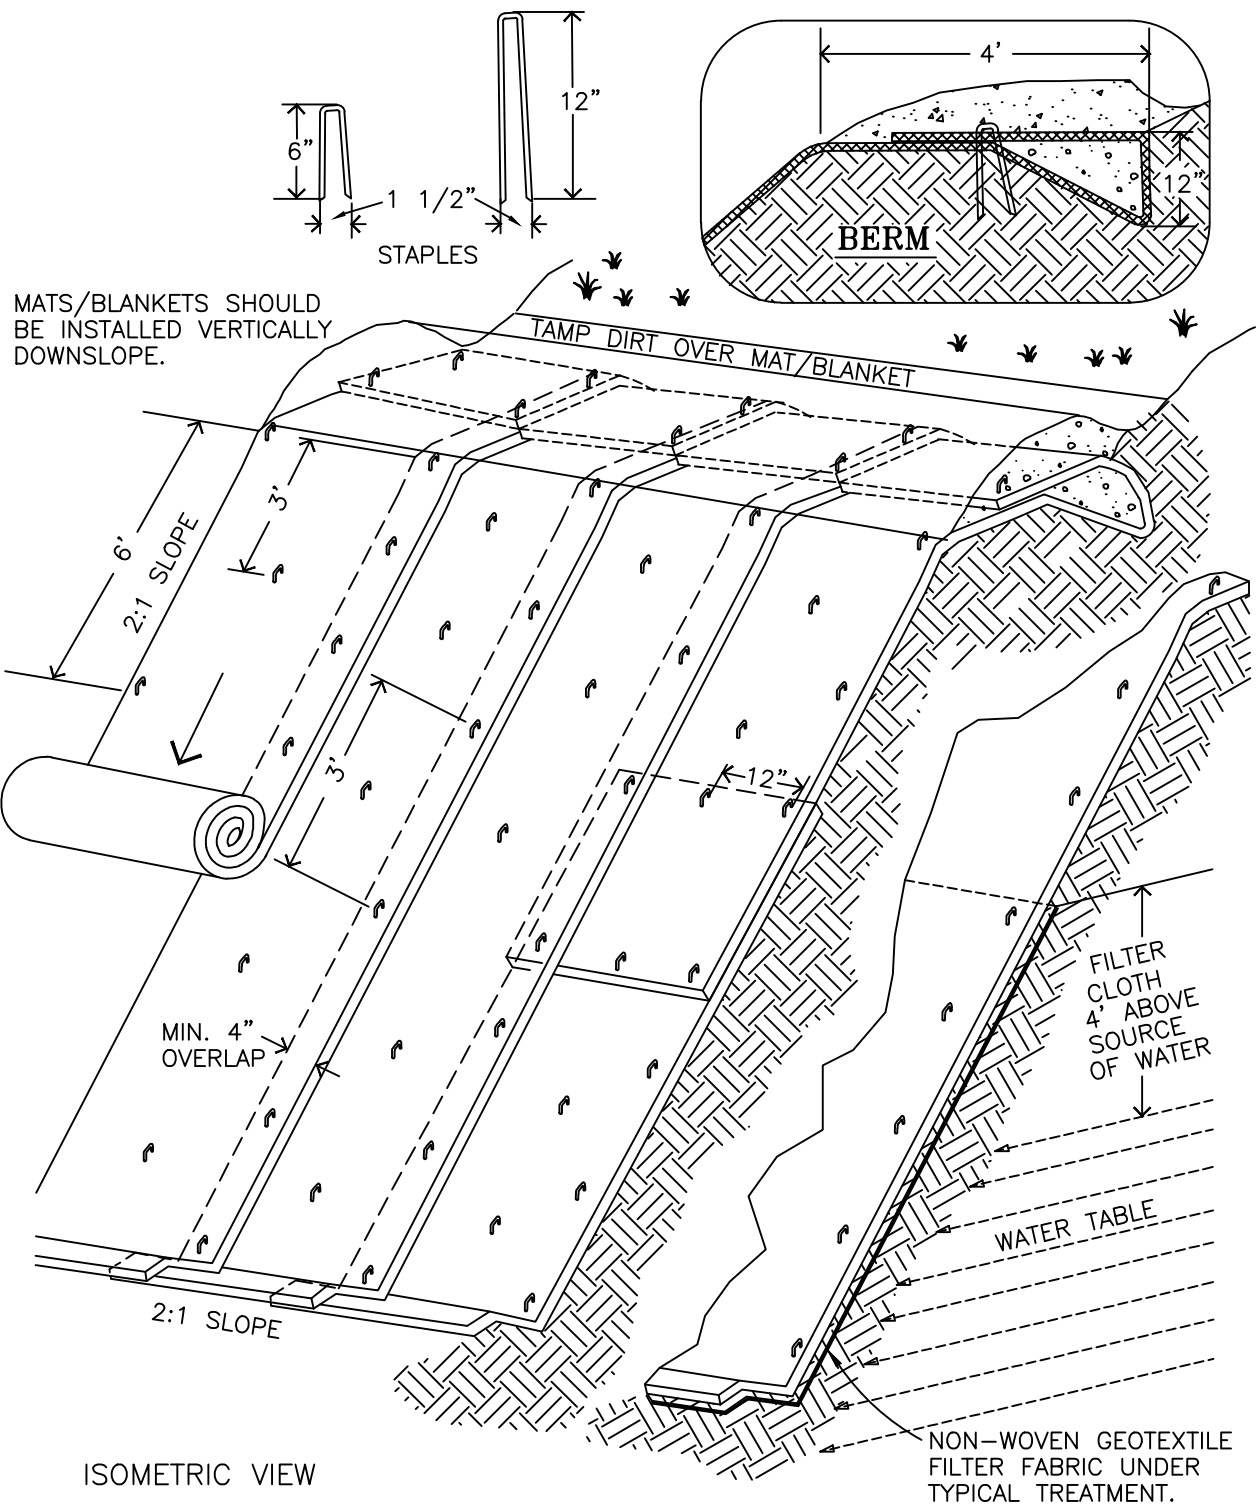 4'
12"
6"
1 1/2"
STAPLES
12"
BERM
MATS/BLANKETS SHOULD
BE INSTALLED VERTICALLY
DOWNSLOPE.
TAMP DIRT OVER MAT/BLANKET
3'
6'
2:1 SLOPE
3'
12"
FILTER
CLOTH
4' ABOVE
SOURCE
OF WATER
MIN. 4"
OVERLAP
WATER TABLE
2:1 SLOPE
NON-WOVEN GEOTEXTILE
FILTER FABRIC UNDER
TYPICAL TREATMENT.
ISOMETRIC VIEW